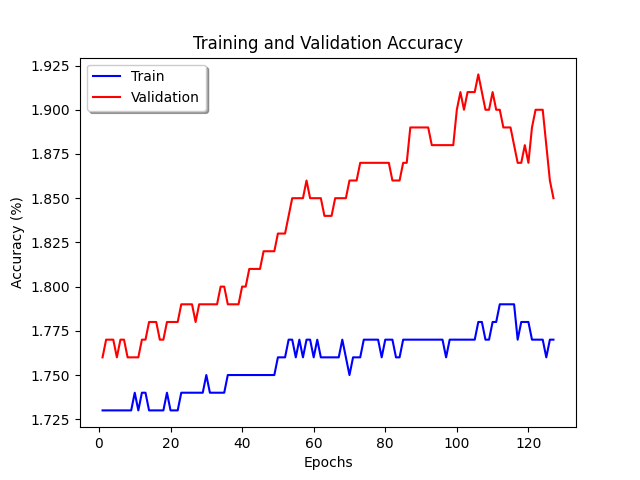 Training and Validation Accuracy
Train
Validation
Accuracy (%)
1.925
1.900
1.875
1.850
1.825
1.800
1.775
1.750
1.725
0 20 40 60 80 100 120
Epochs